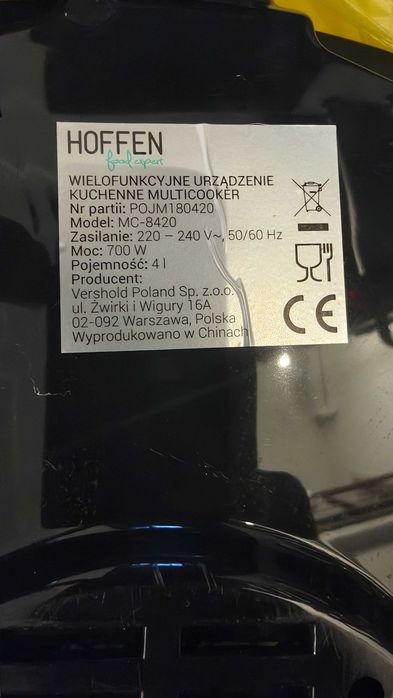 HOFFEN
food expert
WIELOFUNKCYJNE URZĄDZENIE
KUCHENNE MULTICOOKER
Nr partii: POJM180420
Model: MC-8420
Zasilanie: 220 – 240 V~, 50/60 Hz
Moc: 700 W
Pojemność: 4 l
Producent:
Vershold Poland Sp. z.o.o.
ul. Żwirki i Wigury 16A
02-092 Warszawa, Polska
Wyprodukowano w Chinach
CE